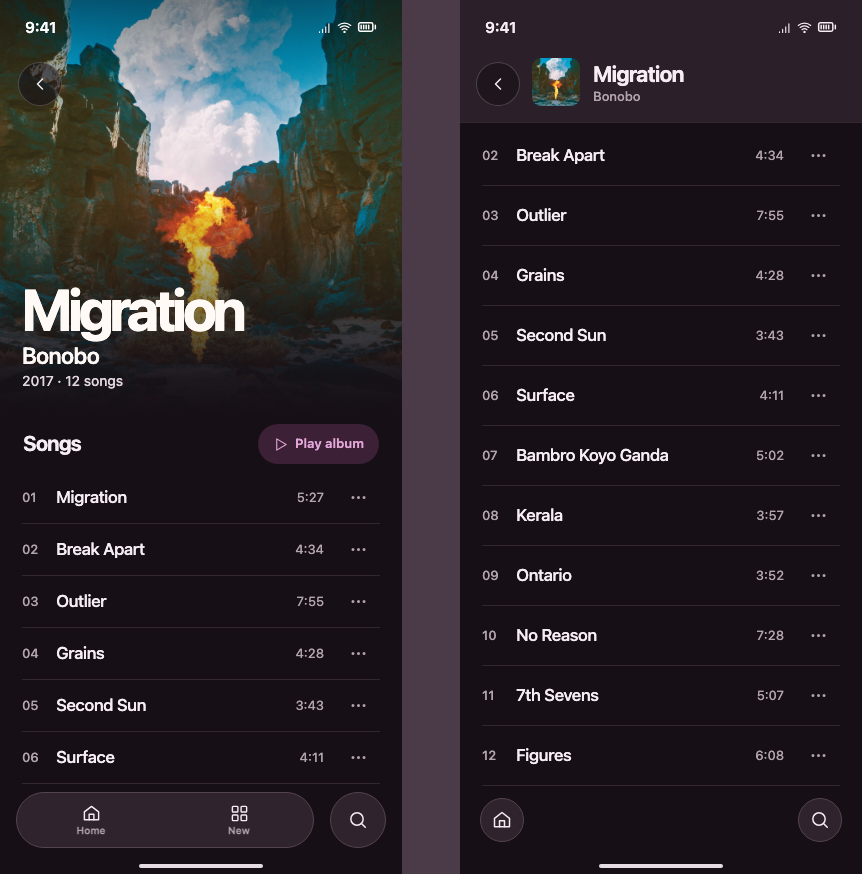 9:41
Migration
Bonobo
2017 · 12 songs
Songs
Play album
01 Migration 5:27
02 Break Apart 4:34
03 Outlier 7:55
04 Grains 4:28
05 Second Sun 3:43
06 Surface 4:11
Home
New
9:41
Migration
Bonobo
02 Break Apart 4:34
03 Outlier 7:55
04 Grains 4:28
05 Second Sun 3:43
06 Surface 4:11
07 Bambro Koyo Ganda 5:02
08 Kerala 3:57
09 Ontario 3:52
10 No Reason 7:28
11 7th Sevens 5:07
12 Figures 6:08